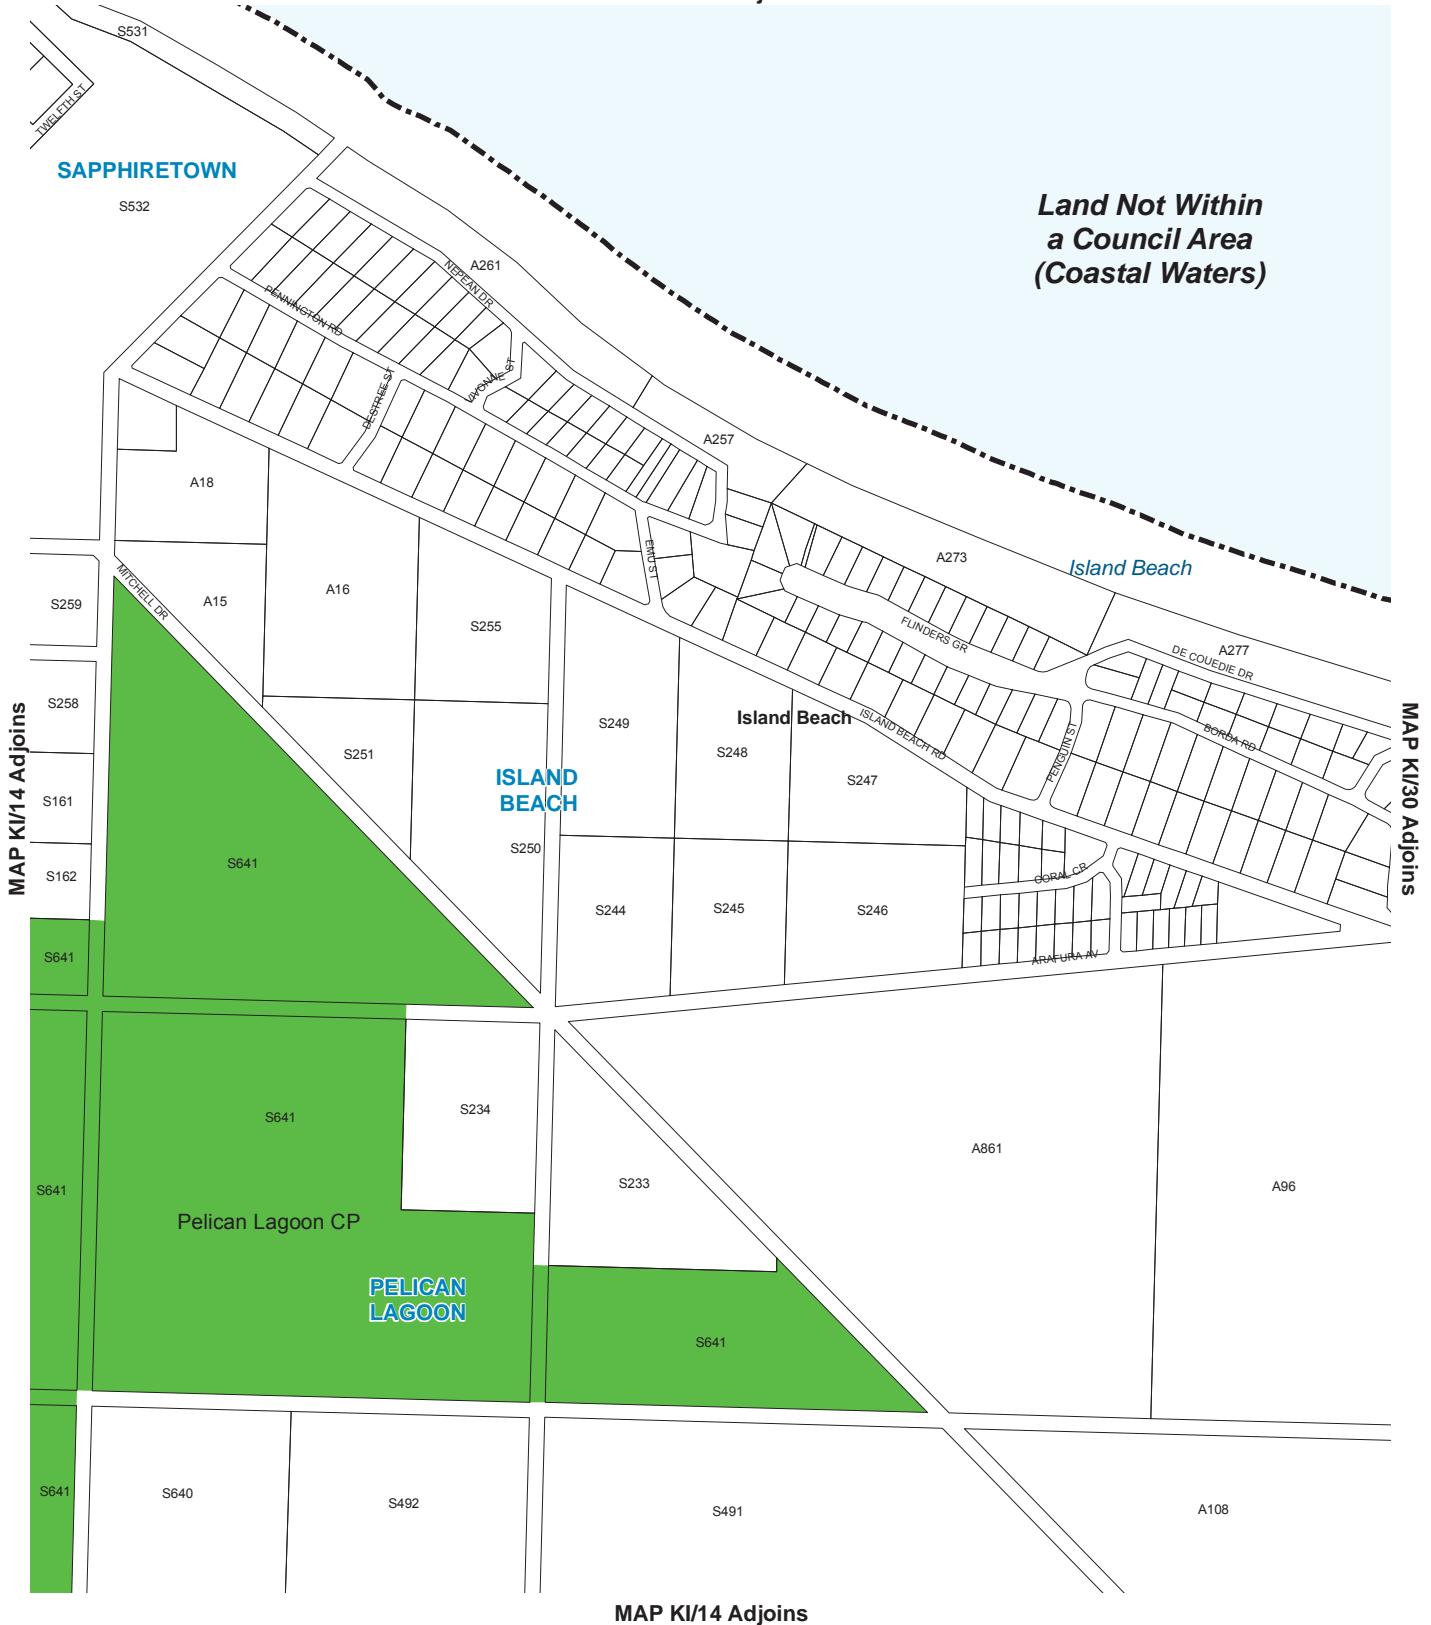 S531
TWELFTH ST
SAPPHIRETOWN
S532
Land Not Within
a Council Area
(Coastal Waters)
A261
NEPEAN DR
PENNINGTON RD
VIVONNE ST
DESTREE ST
A257
A18
A273
Island Beach
EMU ST
MITCHELL DR
A16
S259
A15
S255
FLINDERS GR
A277
DE COUEDIE DR
S258
S249
Island Beach
ISLAND BEACH RD
BORDA RD
PENGUIN ST
S251
S248
S247
ISLAND
BEACH
MAP KI/14 Adjoins
MAP KI/30 Adjoins
S161
S250
S641
S162
CORAL CR
S244
S245
S246
S641
ARAFURA AV
S234
S641
A861
S233
S641
A96
Pelican Lagoon CP
PELICAN
LAGOON
S641
S641
S640
S492
S491
A108
MAP KI/14 Adjoins